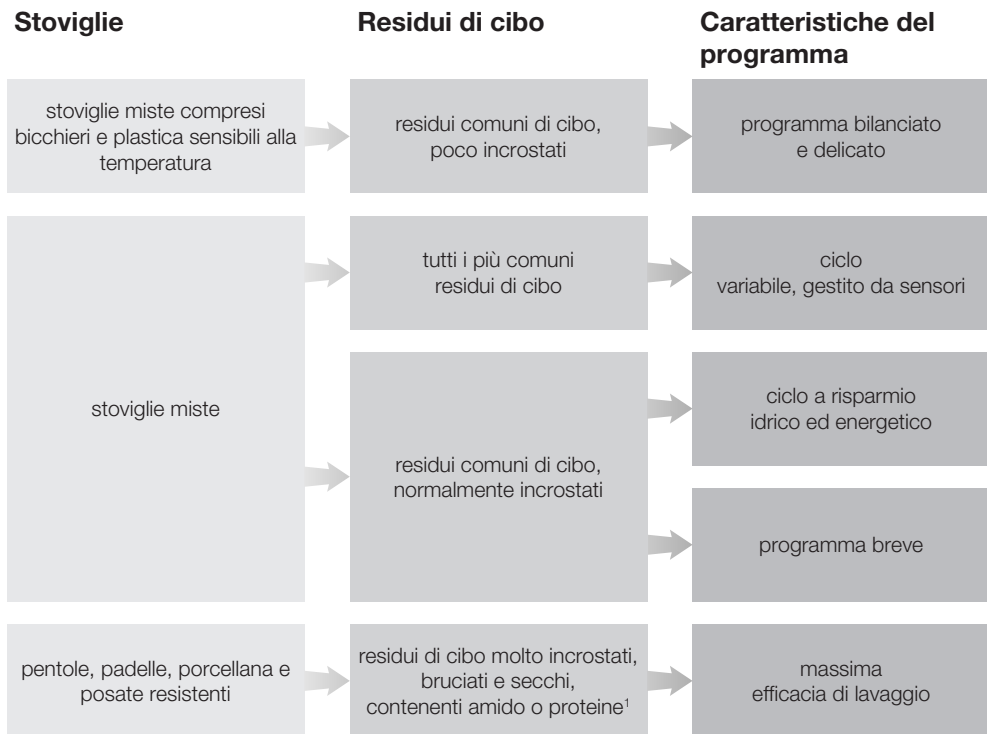 Stoviglie
Residui di cibo
Caratteristiche del
programma
stoviglie miste compresi
bicchieri e plastica sensibili alla
temperatura
residui comuni di cibo,
poco incrostati
programma bilanciato
e delicato
stoviglie miste
tutti i più comuni
residui di cibo
ciclo
variabile, gestito da sensori
residui comuni di cibo,
normalmente incrostati
ciclo a risparmio
idrico ed energetico
programma breve
pentole, padelle, porcellana e
posate resistenti
residui di cibo molto incrostati,
bruciati e secchi,
contenenti amido o proteine¹
massima
efficacia di lavaggio